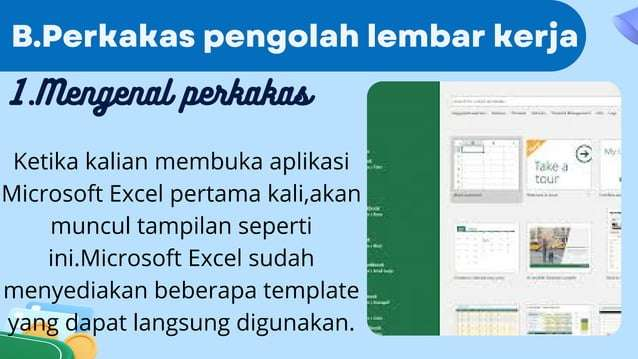 B.Perkakas pengolah lembar kerja
1.Mengenal perkakas
Ketika kalian membuka aplikasi
Microsoft Excel pertama kali,akan
muncul tampilan seperti
ini.Microsoft Excel sudah
menyediakan beberapa template
yang dapat langsung digunakan.
Take a
tour